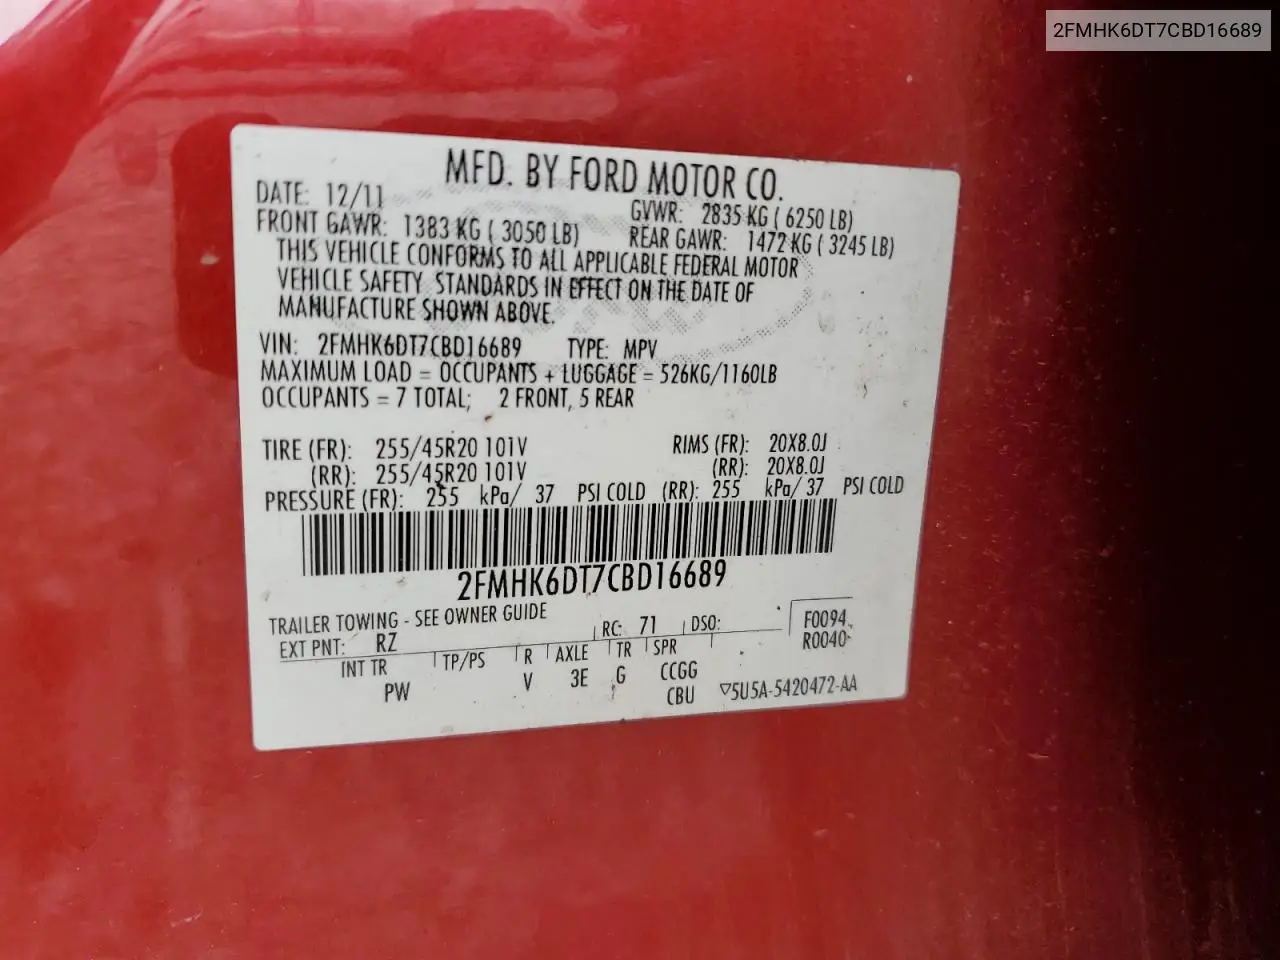 2FMHK6DT7CBD16689
MFD. BY FORD MOTOR CO.
DATE: 12/11
GVWR: 2835 KG ( 6250 LB)
FRONT GAWR: 1383 KG ( 3050 LB)
REAR GAWR: 1472 KG ( 3245 LB)
THIS VEHICLE CONFORMS TO ALL APPLICABLE FEDERAL MOTOR
VEHICLE SAFETY STANDARDS IN EFFECT ON THE DATE OF
MANUFACTURE SHOWN ABOVE.
VIN: 2FMHK6DT7CBD16689 TYPE: MPV
MAXIMUM LOAD = OCCUPANTS + LUGGAGE = 526KG/1160LB
OCCUPANTS = 7 TOTAL; 2 FRONT, 5 REAR
TIRE (FR): 255/45R20 101V RIMS (FR): 20X8.0J
(RR): 255/45R20 101V (RR): 20X8.0J
PRESSURE (FR): 255 kPa/ 37 PSI COLD (RR): 255 kPa/ 37 PSI COLD
2FMHK6DT7CBD16689
TRAILER TOWING - SEE OWNER GUIDE
EXT PNT: RZ RC: 71 DSO: F0094
R0040
INT TR TP/PS R AXLE TR SPR
PW V 3E G CCGG
CBU ▽5U5A-5420472-AA